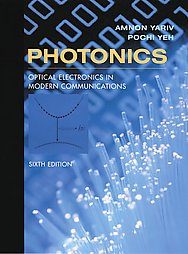 AMNON YARIV
POCHI YEH
PHOTONICS
OPTICAL ELECTRONICS IN
MODERN COMMUNICATIONS
SIXTH EDITION